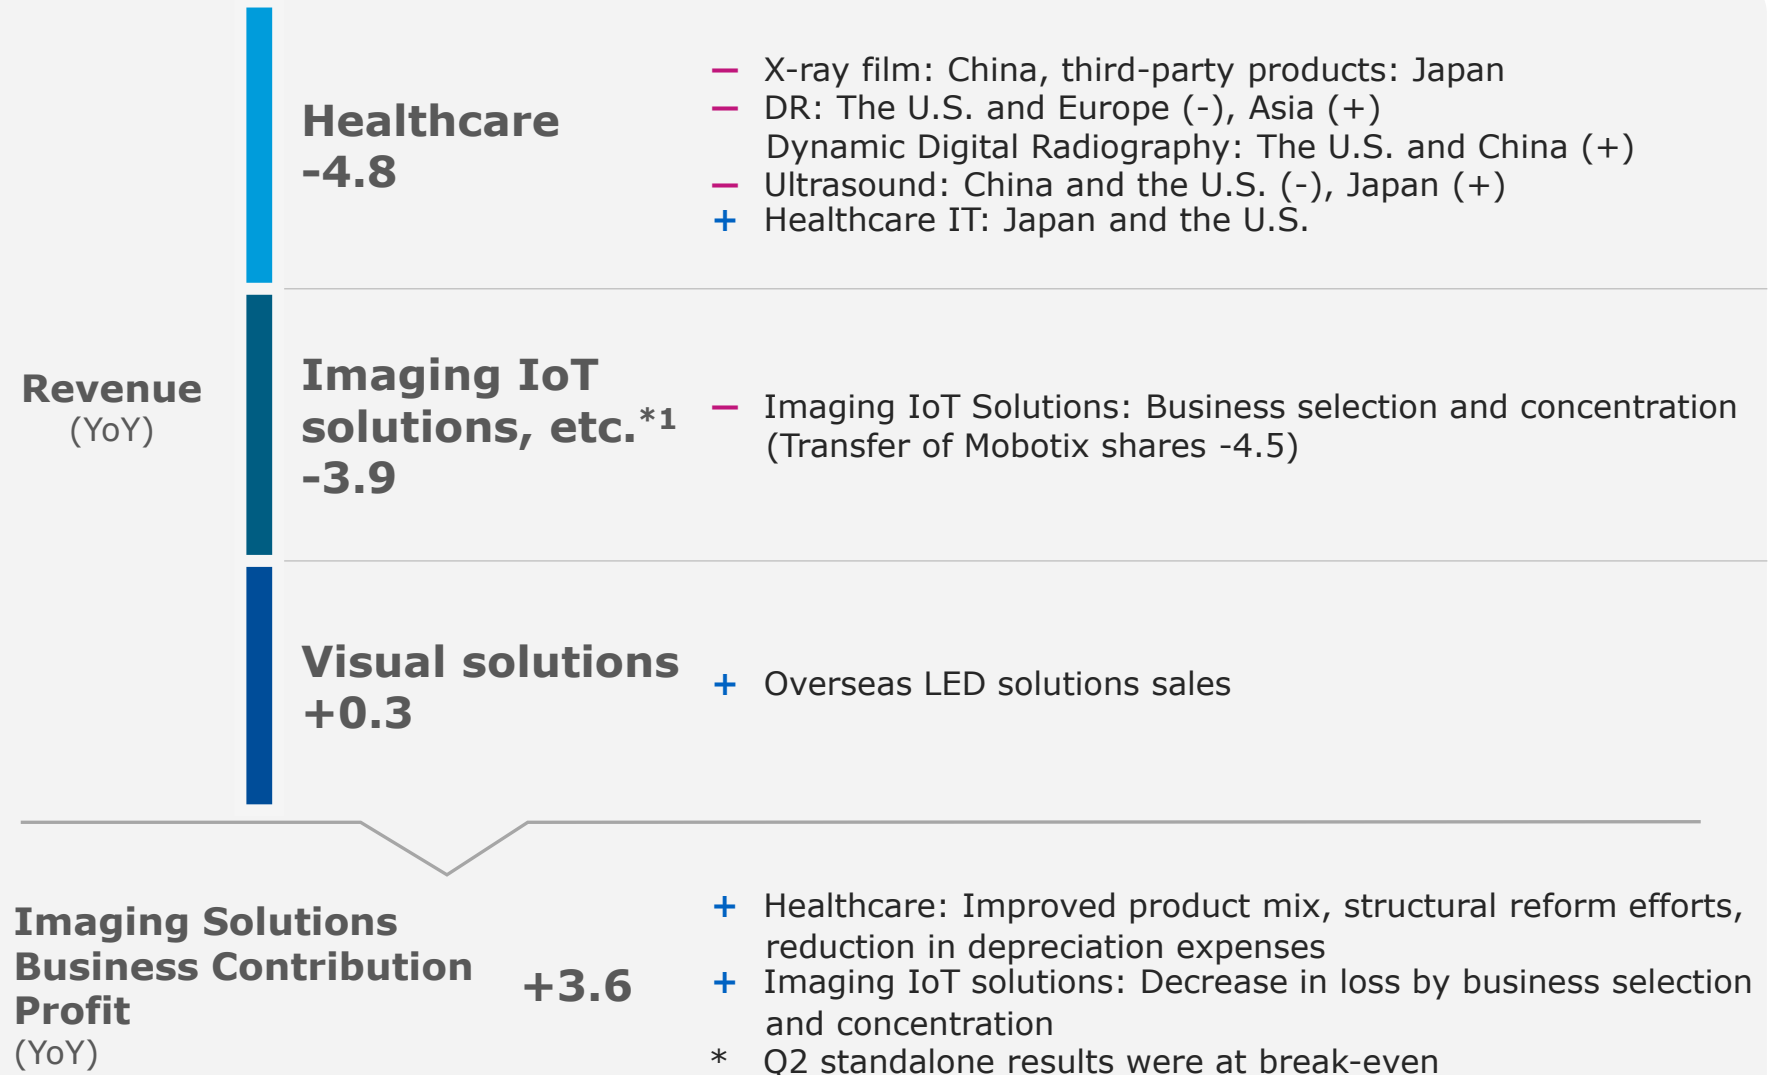 Revenue
(YoY)
Healthcare
-4.8
— X-ray film: China, third-party products: Japan
— DR: The U.S. and Europe (-), Asia (+)
Dynamic Digital Radiography: The U.S. and China (+)
— Ultrasound: China and the U.S. (-), Japan (+)
+ Healthcare IT: Japan and the U.S.
Imaging IoT
solutions, etc.*1
-3.9
— Imaging IoT Solutions: Business selection and concentration
(Transfer of Mobotix shares -4.5)
Visual solutions
+0.3
+ Overseas LED solutions sales
Imaging Solutions
Business Contribution
Profit
(YoY)
+3.6
+ Healthcare: Improved product mix, structural reform efforts,
reduction in depreciation expenses
+ Imaging IoT solutions: Decrease in loss by business selection
and concentration
* Q2 standalone results were at break-even